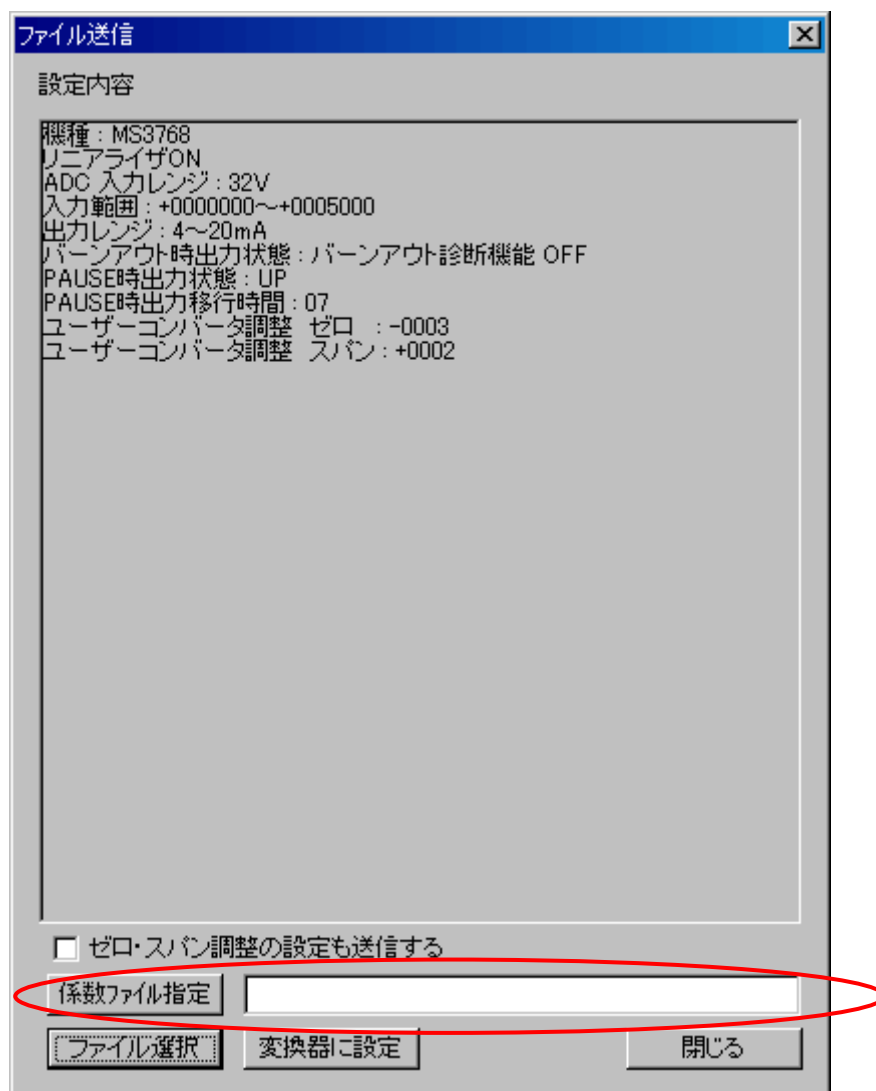 ファイル送信
設定内容
機種 : MS3768
リニアライザON
ADC 入力レンジ : 32V
入力範囲 : +0000000～+0005000
出力レンジ : 4～20mA
バーンアウト時出力状態 : バーンアウト診断機能 OFF
PAUSE時出力状態 : UP
PAUSE時出力移行時間 : 07
ユーザーコンバータ調整 ゼロ : -0003
ユーザーコンバータ調整 スパン : +0002
ゼロ・スパン調整の設定も送信する
係数ファイル指定
ファイル選択 変換器に設定 閉じる